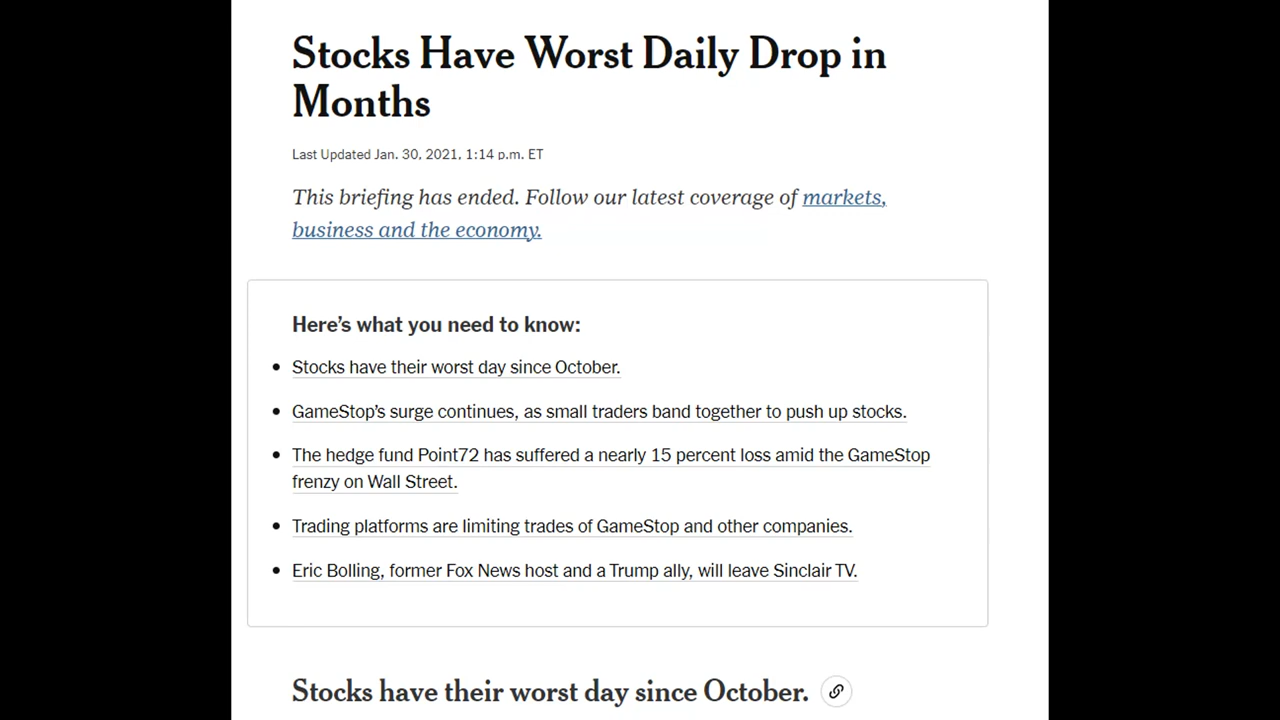 Stocks Have Worst Daily Drop in
Months
Last Updated Jan. 30, 2021, 1:14 p.m. ET
This briefing has ended. Follow our latest coverage of markets,
business and the economy.
Here’s what you need to know:
Stocks have their worst day since October.
GameStop’s surge continues, as small traders band together to push up stocks.
The hedge fund Point72 has suffered a nearly 15 percent loss amid the GameStop
frenzy on Wall Street.
Trading platforms are limiting trades of GameStop and other companies.
Eric Bolling, former Fox News host and a Trump ally, will leave Sinclair TV.
Stocks have their worst day since October.